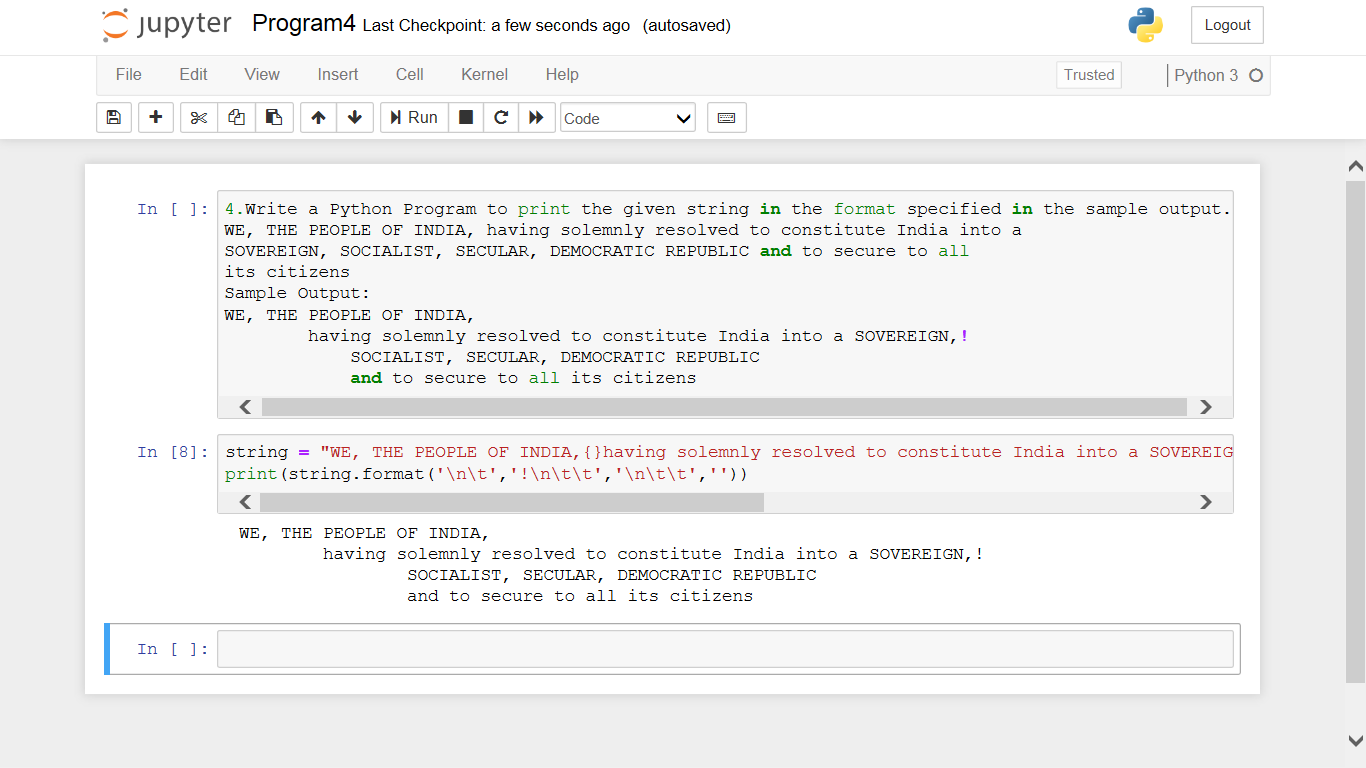 jupyter Program4 Last Checkpoint: a few seconds ago (autosaved) Logout
File Edit View Insert Cell Kernel Help Trusted Python 3
Run Code
In [ ]: 4.Write a Python Program to print the given string in the format specified in the sample output.
WE, THE PEOPLE OF INDIA, having solemnly resolved to constitute India into a
SOVEREIGN, SOCIALIST, SECULAR, DEMOCRATIC REPUBLIC and to secure to all
its citizens
Sample Output:
WE, THE PEOPLE OF INDIA,
        having solemnly resolved to constitute India into a SOVEREIGN,!
            SOCIALIST, SECULAR, DEMOCRATIC REPUBLIC
            and to secure to all its citizens
In [8]: string = "WE, THE PEOPLE OF INDIA,{}having solemnly resolved to constitute India into a SOVEREIG
print(string.format('\n\t','!\n\t\t','\n\t\t',''))
WE, THE PEOPLE OF INDIA,
        having solemnly resolved to constitute India into a SOVEREIGN,!
                SOCIALIST, SECULAR, DEMOCRATIC REPUBLIC
                and to secure to all its citizens
In [ ]: